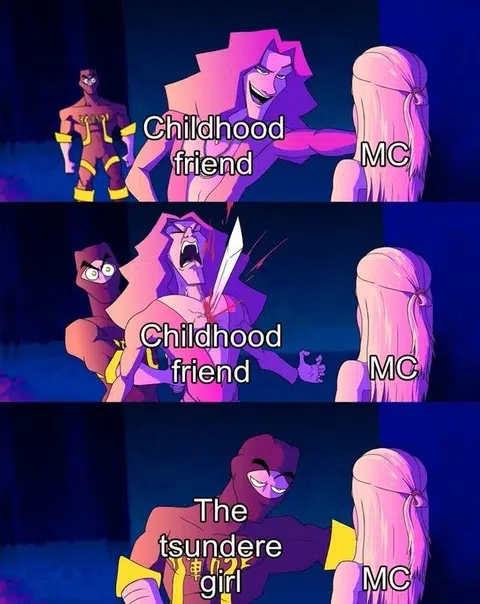 Childhood
friend
MC
Childhood
friend
MC
The
tsundere
girl
MC